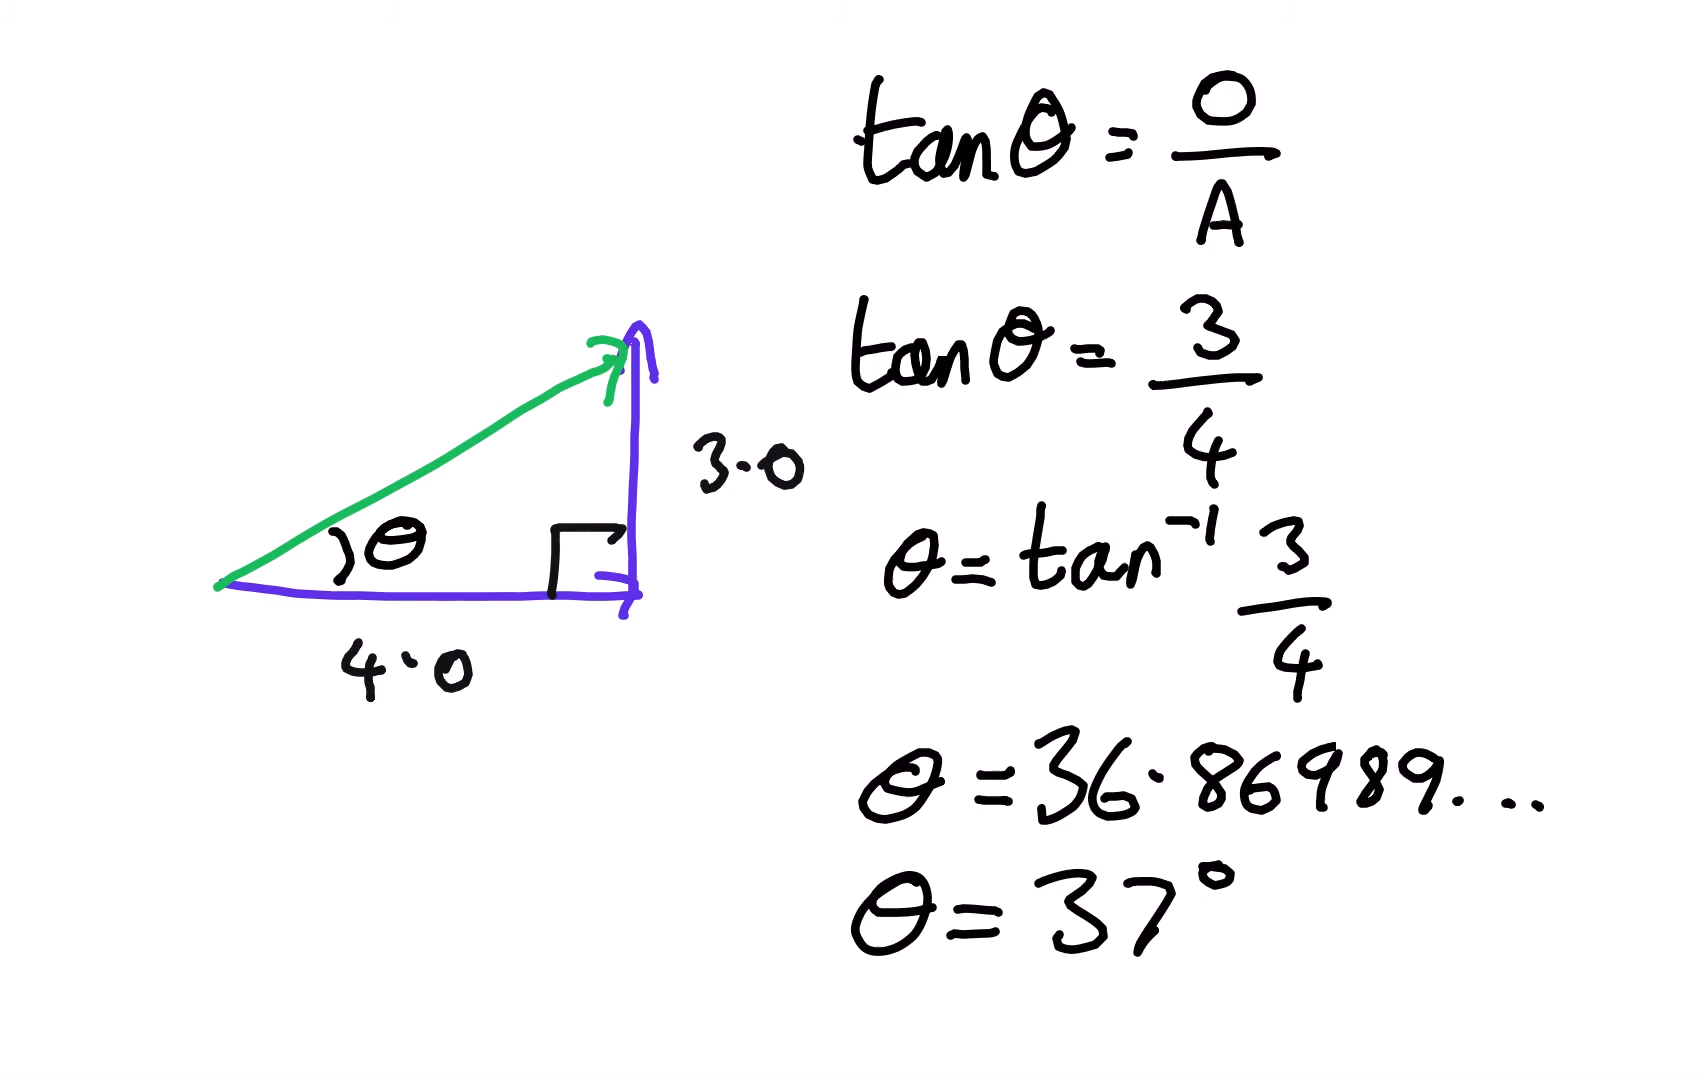 tanθ = O/A
tanθ = 3/4
3·0
θ
θ = tan⁻¹ 3/4
4·0
θ = 36·86989...
θ = 37°